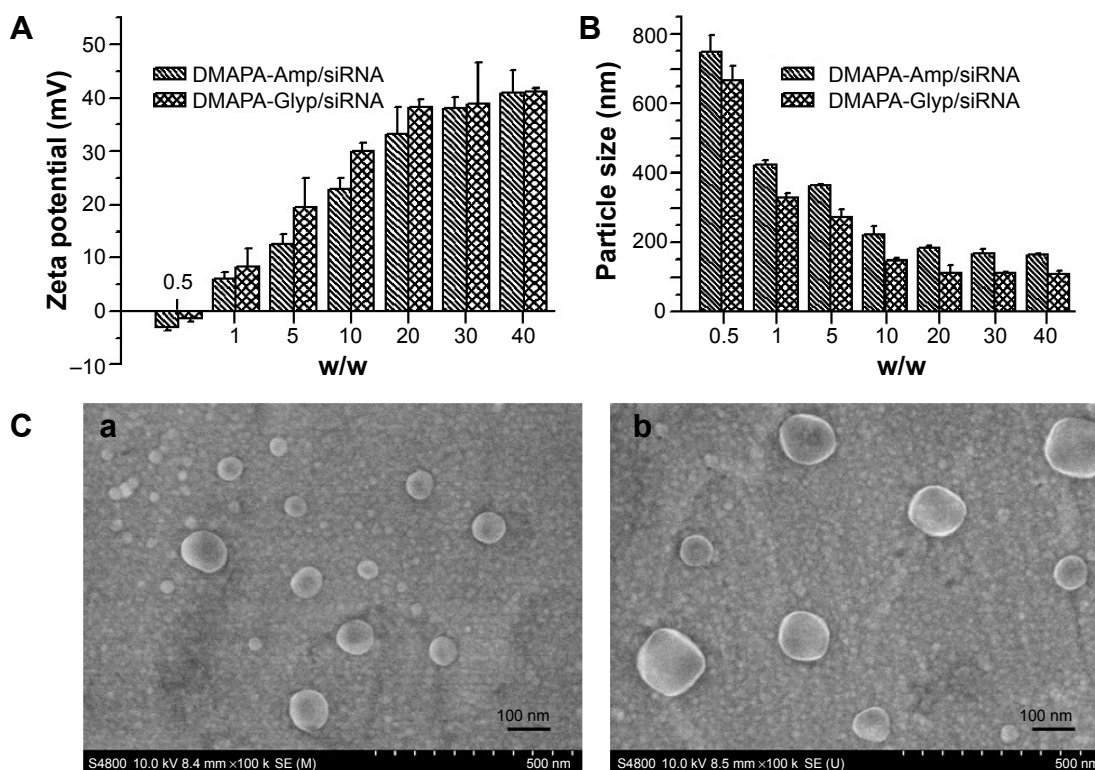 A
50
40
30
20
10
0
–10
Zeta potential (mV)
DMAPA-Amp/siRNA
DMAPA-Glyp/siRNA
0.5
1 5 10 20 30 40
w/w
B
800
600
400
200
0
Particle size (nm)
DMAPA-Amp/siRNA
DMAPA-Glyp/siRNA
0.5 1 5 10 20 30 40
w/w
C
a
100 nm
S4800 10.0 kV 8.4 mm ×100 k SE (M) 500 nm
b
100 nm
S4800 10.0 kV 8.5 mm ×100 k SE (U) 500 nm